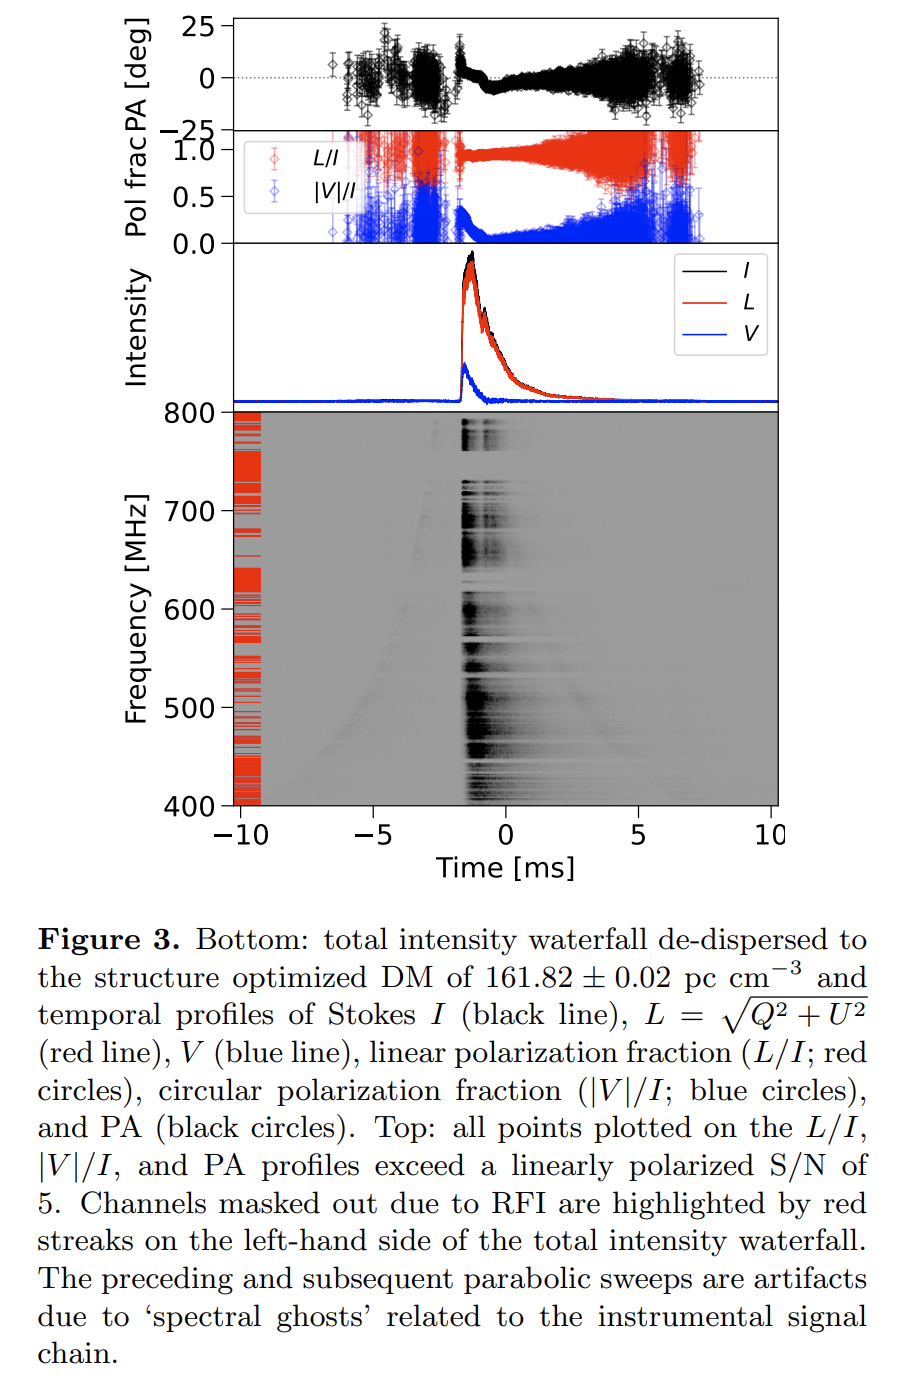 25
0
−25
PA [deg]
1.0
0.5
0.0
Pol frac
L/I
|V|/I
Intensity
I
L
V
800
700
600
500
400
Frequency [MHz]
−10
−5
0
5
10
Time [ms]
Figure 3. Bottom: total intensity waterfall de-dispersed to
the structure optimized DM of 161.82 ± 0.02 pc cm⁻³ and
temporal profiles of Stokes I (black line), L = √(Q² + U²)
(red line), V (blue line), linear polarization fraction (L/I; red
circles), circular polarization fraction (|V|/I; blue circles),
and PA (black circles). Top: all points plotted on the L/I,
|V|/I, and PA profiles exceed a linearly polarized S/N of
5. Channels masked out due to RFI are highlighted by red
streaks on the left-hand side of the total intensity waterfall.
The preceding and subsequent parabolic sweeps are artifacts
due to ‘spectral ghosts’ related to the instrumental signal
chain.